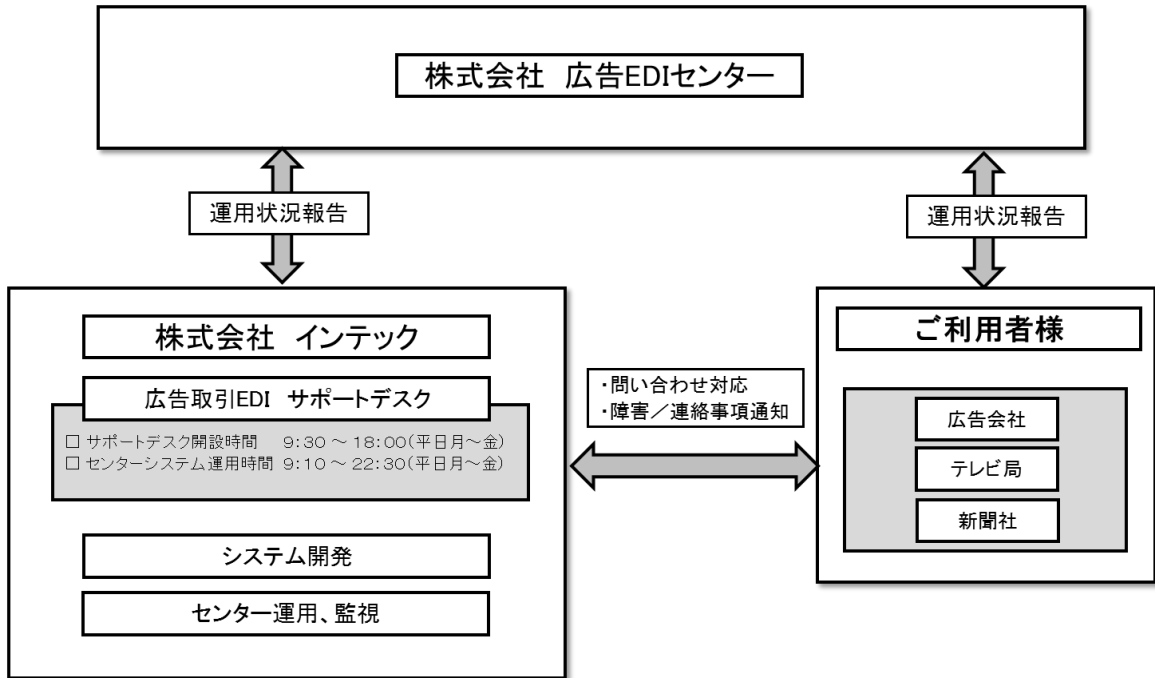 株式会社　広告EDIセンター
運用状況報告
運用状況報告
株式会社　インテック
広告取引EDI　サポートデスク
□ サポートデスク開設時間　9:30 ～ 18:00(平日月～金)
□ センターシステム運用時間 9:10 ～ 22:30(平日月～金)
システム開発
センター運用、監視
・問い合わせ対応
・障害／連絡事項通知
ご利用者様
広告会社
テレビ局
新聞社